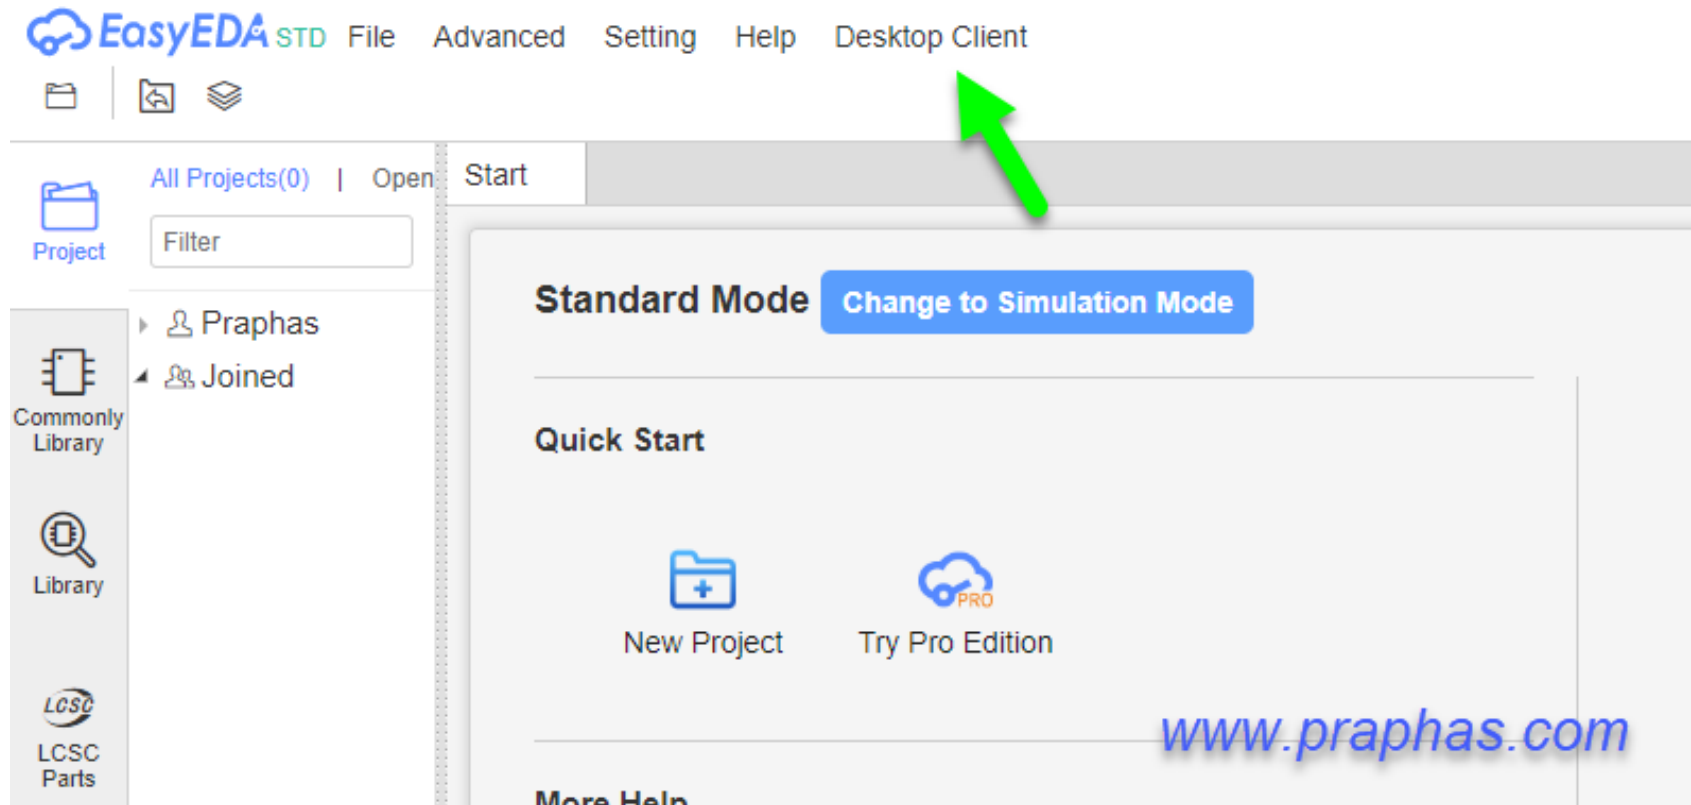 EasyEDA STD File Advanced Setting Help Desktop Client
All Projects(0) | Open
Start
Project
Filter
Standard Mode
Change to Simulation Mode
Praphas
Joined
Commonly
Library
Quick Start
Library
PRO
New Project
Try Pro Edition
LCSC
LCSC
Parts
www.praphas.com
More Help